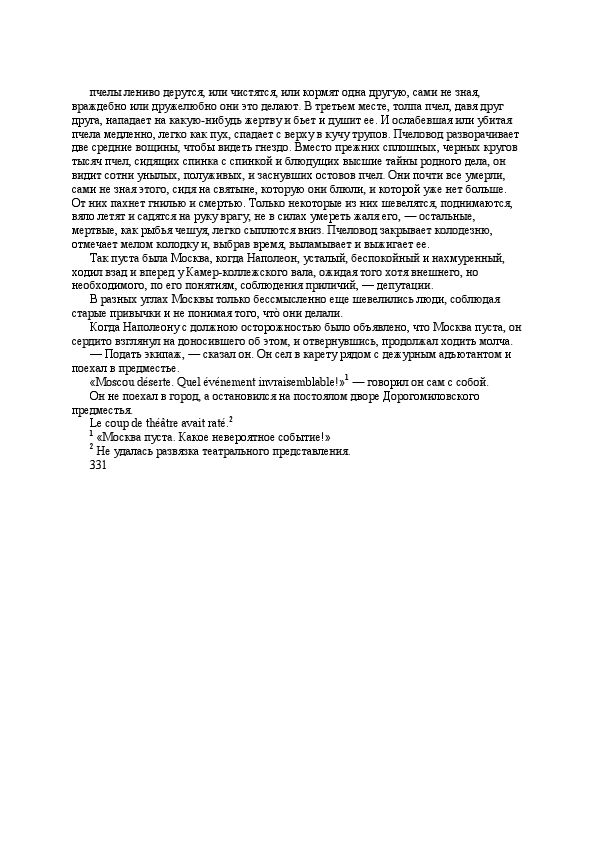 пчелы лениво дерутся, или чистятся, или кормят одна другую, сами не зная,
враждебно или дружелюбно они это делают. В третьем месте, толпа пчел, давя друг
друга, нападает на какую-нибудь жертву и бьет и душит ее. И ослабевшая или убитая
пчела медленно, легко как пух, спадает с верху в кучу трупов. Пчеловод разворачивает
две средние вощины, чтобы видеть гнездо. Вместо прежних сплошных, черных кругов
тысяч пчел, сидящих спинка с спинкой и блюдущих высшие тайны родного дела, он
видит сотни унылых, полуживых, и заснувших остовов пчел. Они почти все умерли,
сами не зная этого, сидя на святыне, которую они блюли, и которой уже нет больше.
От них пахнет гнилью и смертью. Только некоторые из них шевелятся, поднимаются,
вяло летят и садятся на руку врагу, не в силах умереть жаля его, — остальные,
мертвые, как рыбья чешуя, легко сыплются вниз. Пчеловод закрывает колодезню,
отмечает мелом колодку и, выбрав время, выламывает и выжигает ее.
Так пуста была Москва, когда Наполеон, усталый, беспокойный и нахмуренный,
ходил взад и вперед у Камер-коллежского вала, ожидая того хотя внешнего, но
необходимого, по его понятиям, соблюдения приличий, — депутации.
В разных углах Москвы только бессмысленно еще шевелились люди, соблюдая
старые привычки и не понимая того, чтò они делали.
Когда Наполеону с должною осторожностью было объявлено, что Москва пуста, он
сердито взглянул на доносившего об этом, и отвернувшись, продолжал ходить молча.
— Подать экипаж, — сказал он. Он сел в карету рядом с дежурным адъютантом и
поехал в предместье.
«Moscou déserte. Quel événement invraisemblable!»¹ — говорил он сам с собой.
Он не поехал в город, а остановился на постоялом дворе Дорогомиловского
предместья.
Le coup de théâtre avait raté.²
¹ «Москва пуста. Какое невероятное событие!»
² Не удалась развязка театрального представления.
331